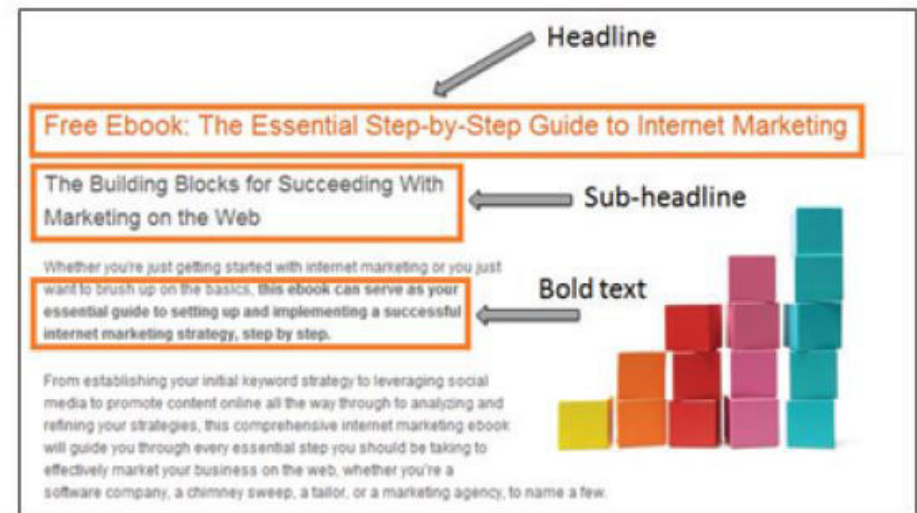 Headline
Free Ebook: The Essential Step-by-Step Guide to Internet Marketing
The Building Blocks for Succeeding With
Marketing on the Web
Sub-headline
Whether you're just getting started with internet marketing or you just
want to brush up on the basics, this ebook can serve as your
essential guide to setting up and implementing a successful
internet marketing strategy, step by step.
Bold text
From establishing your initial keyword strategy to leveraging social
media to promote content online all the way through to analyzing and
refining your strategies, this comprehensive internet marketing ebook
will guide you through every essential step you should be taking to
effectively market your business on the web, whether you're a
software company, a chimney sweep, a tailor, or a marketing agency, to name a few.